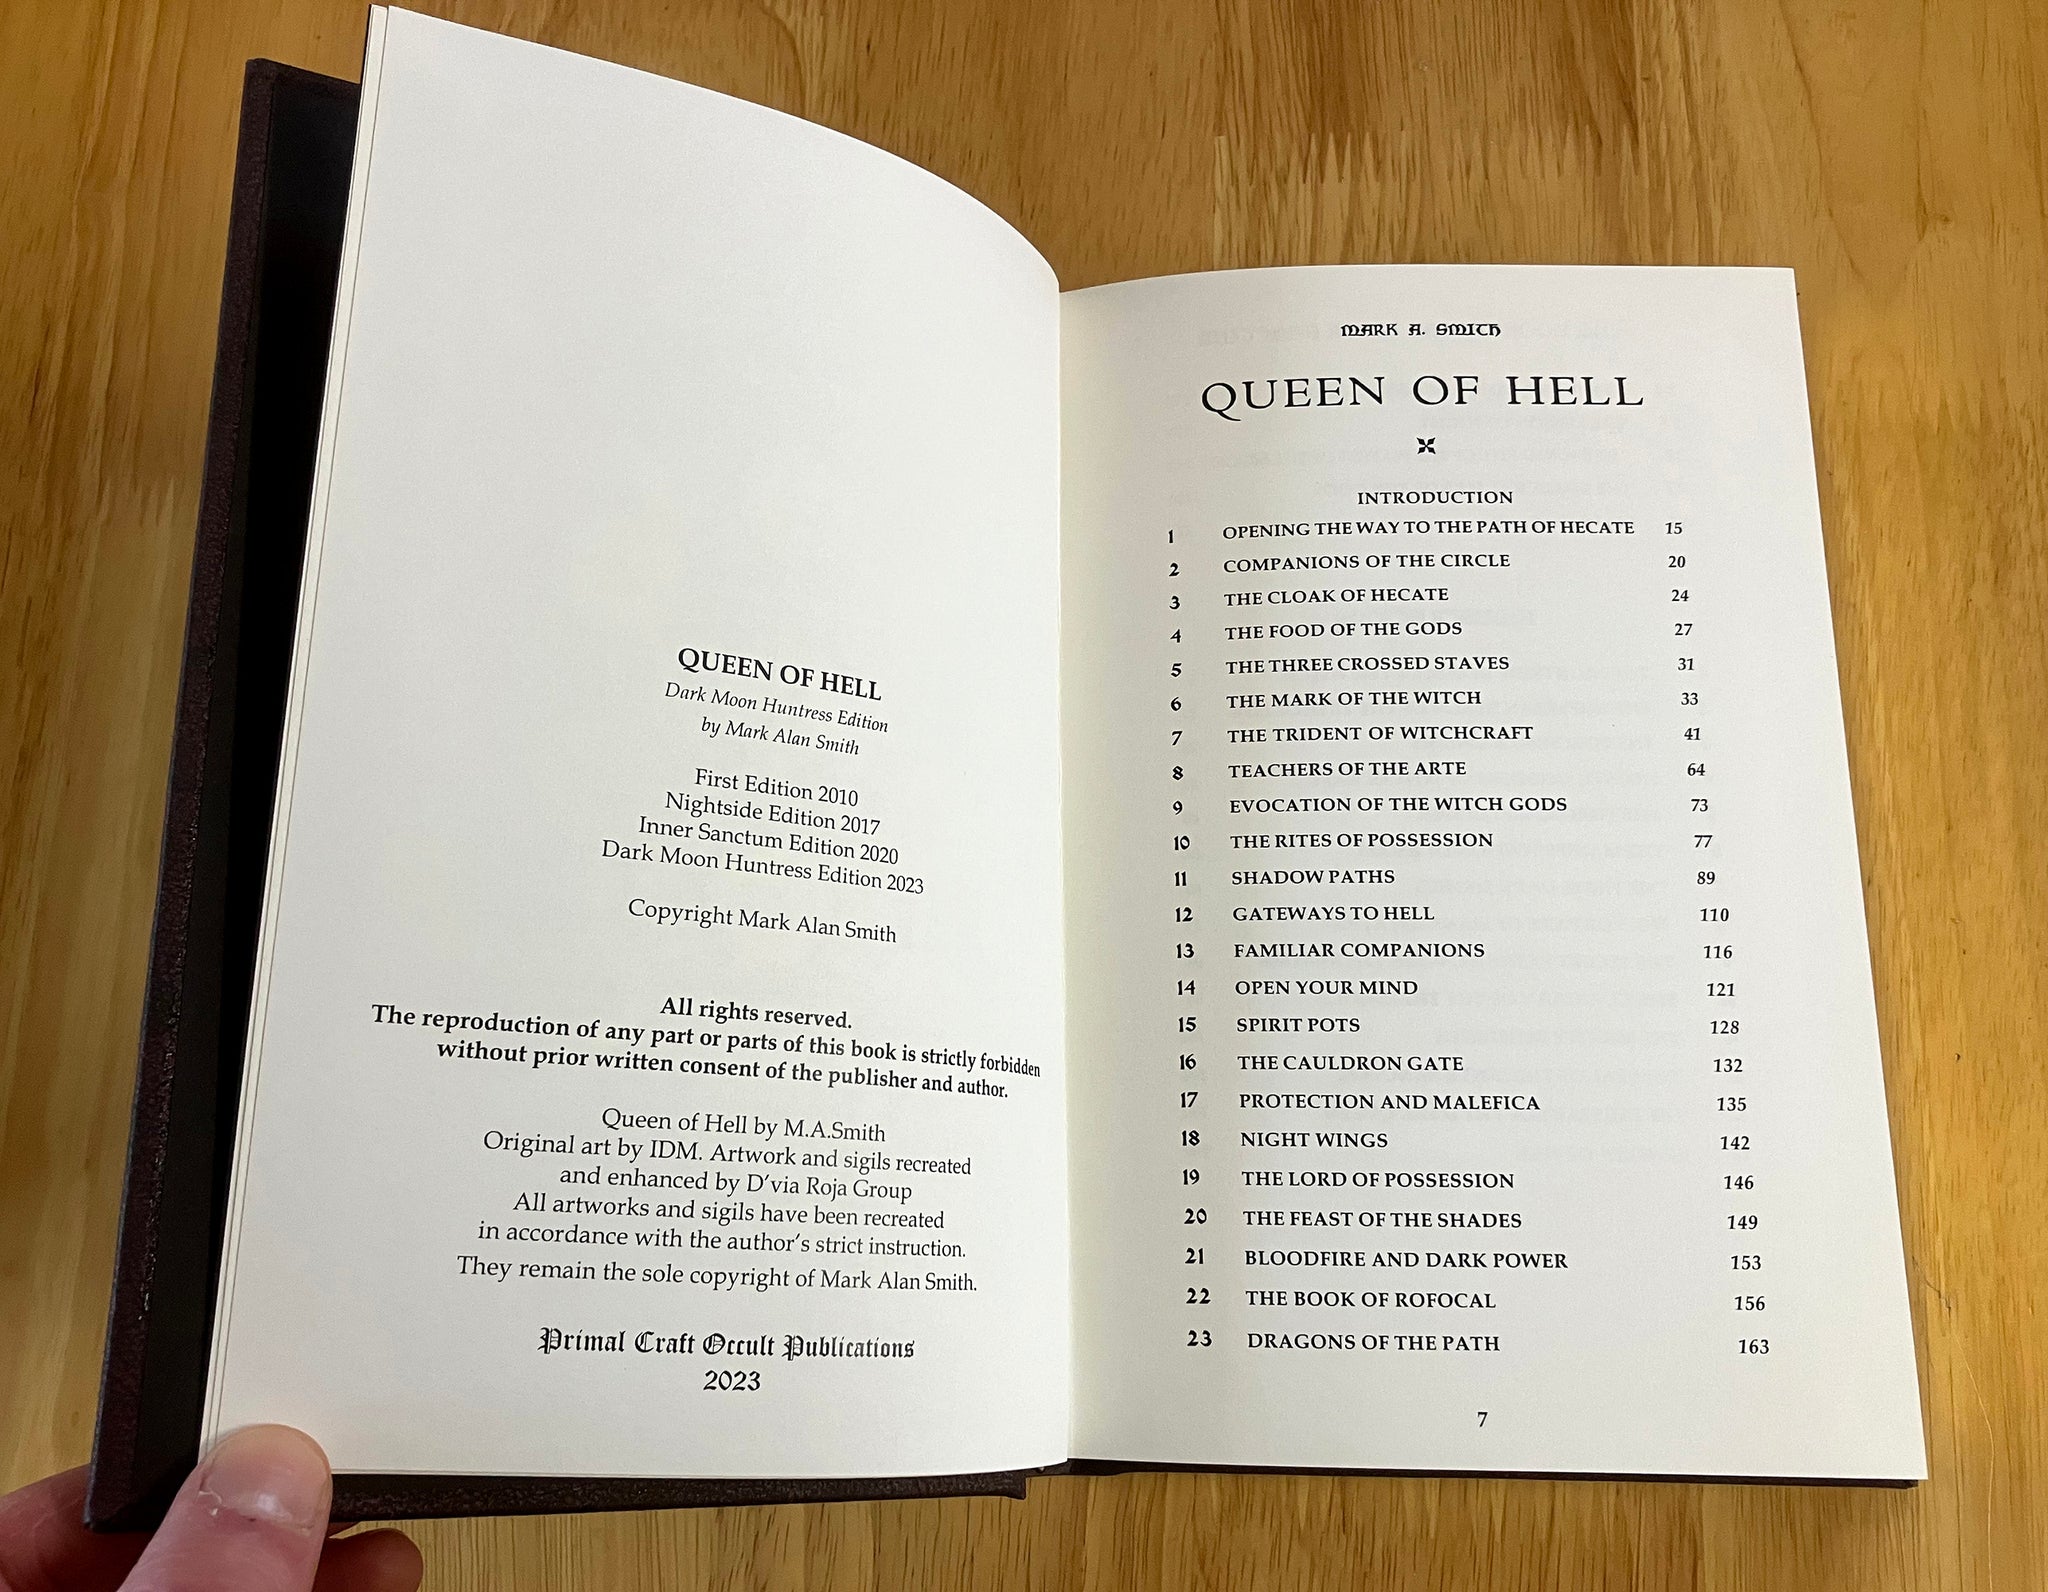 QUEEN OF HELL
Dark Moon Huntress Edition
by Mark Alan Smith
First Edition 2010
Nightside Edition 2017
Inner Sanctum Edition 2020
Dark Moon Huntress Edition 2023
Copyright Mark Alan Smith
All rights reserved.
The reproduction of any part or parts of this book is strictly forbidden
without prior written consent of the publisher and author.
Queen of Hell by M.A.Smith
Original art by IDM. Artwork and sigils recreated
and enhanced by D'via Roja Group
All artworks and sigils have been recreated
in accordance with the author's strict instruction.
They remain the sole copyright of Mark Alan Smith.
Primal Craft Occult Publications
2023
MARK A. SMITH
QUEEN OF HELL
INTRODUCTION
1 OPENING THE WAY TO THE PATH OF HECATE 15
2 COMPANIONS OF THE CIRCLE 20
3 THE CLOAK OF HECATE 24
4 THE FOOD OF THE GODS 27
5 THE THREE CROSSED STAVES 31
6 THE MARK OF THE WITCH 33
7 THE TRIDENT OF WITCHCRAFT 41
8 TEACHERS OF THE ARTE 64
9 EVOCATION OF THE WITCH GODS 73
10 THE RITES OF POSSESSION 77
11 SHADOW PATHS 89
12 GATEWAYS TO HELL 110
13 FAMILIAR COMPANIONS 116
14 OPEN YOUR MIND 121
15 SPIRIT POTS 128
16 THE CAULDRON GATE 132
17 PROTECTION AND MALEFICA 135
18 NIGHT WINGS 142
19 THE LORD OF POSSESSION 146
20 THE FEAST OF THE SHADES 149
21 BLOODFIRE AND DARK POWER 153
22 THE BOOK OF ROFOCAL 156
23 DRAGONS OF THE PATH 163
7